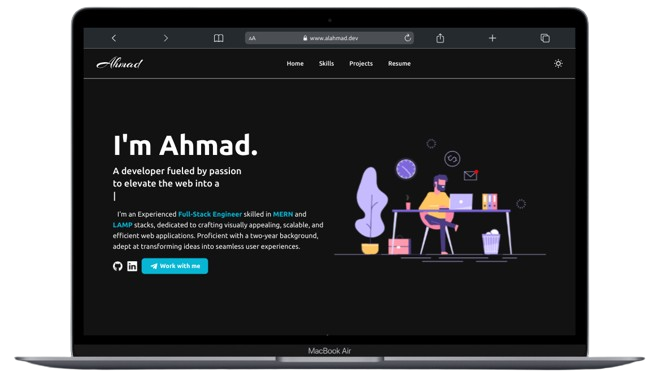 AA www.alahmad.dev
Ahmad
Home Skills Projects Resume
I'm Ahmad.
A developer fueled by passion
to elevate the web into a
I'm an Experienced Full-Stack Engineer skilled in MERN and
LAMP stacks, dedicated to crafting visually appealing, scalable, and
efficient web applications. Proficient with a two-year background,
adept at transforming ideas into seamless user experiences.
in Work with me
MacBook Air